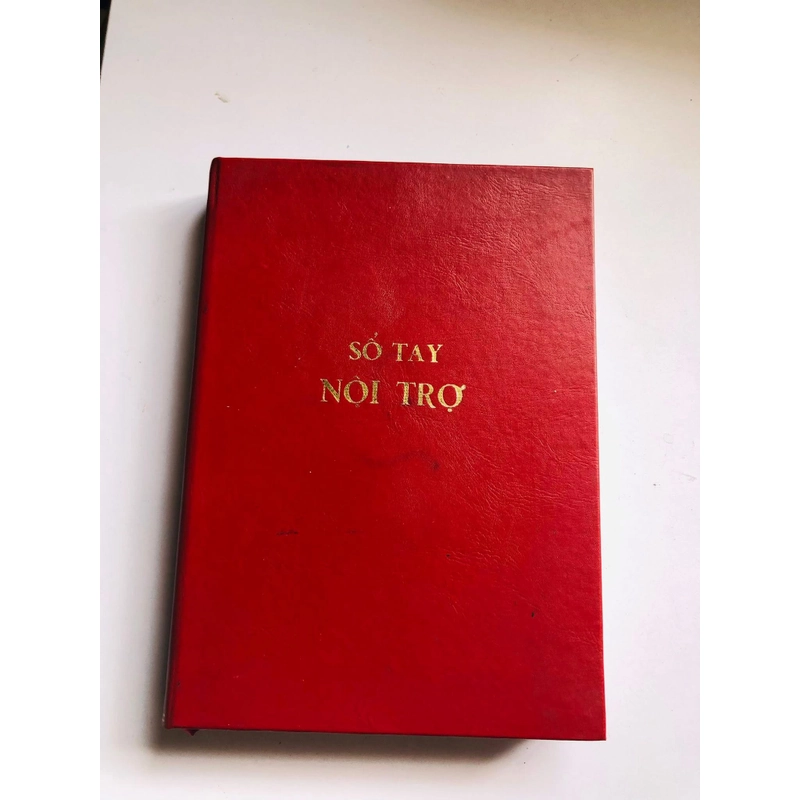 SỔ TAY
NỘI TRỢ